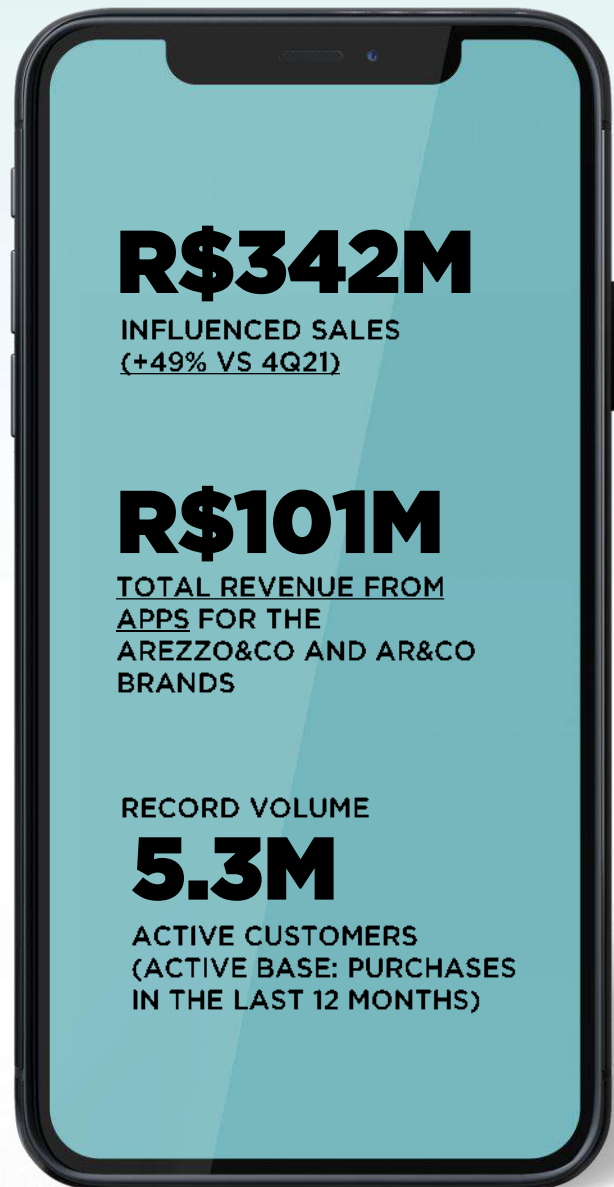 R$342M
INFLUENCED SALES
(+49% VS 4Q21)
R$101M
TOTAL REVENUE FROM
APPS FOR THE
AREZZO&CO AND AR&CO
BRANDS
RECORD VOLUME
5.3M
ACTIVE CUSTOMERS
(ACTIVE BASE: PURCHASES
IN THE LAST 12 MONTHS)